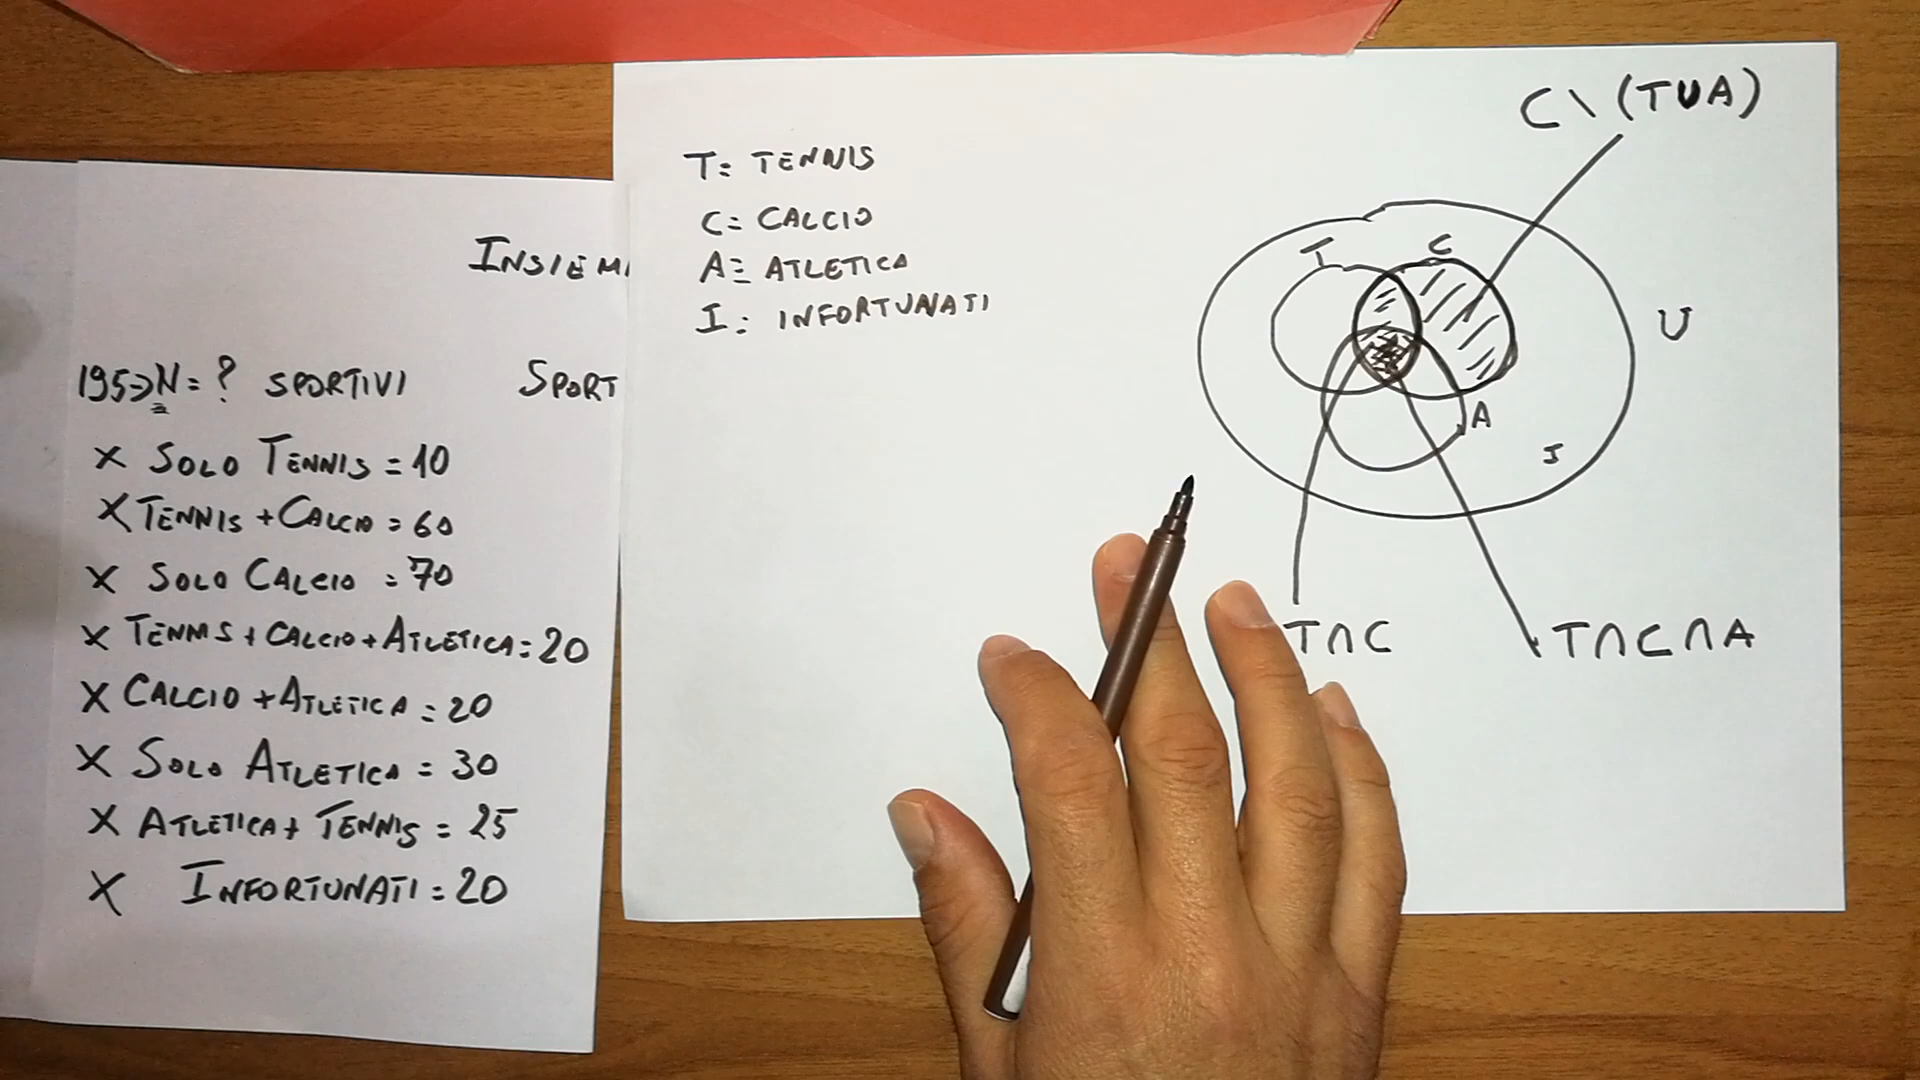 INSIEMI
195→N=? SPORTIVI SPORT
X SOLO TENNIS = 10
X TENNIS + CALCIO = 60
X SOLO CALCIO = 70
X TENNIS + CALCIO + ATLETICA = 20
X CALCIO + ATLETICA = 20
X SOLO ATLETICA = 30
X ATLETICA + TENNIS = 25
X INFORTUNATI = 20
T= TENNIS
C= CALCIO
A= ATLETICA
I= INFORTUNATI
C \ (TUA)
T C
U
A
I
T∩C T∩C∩A